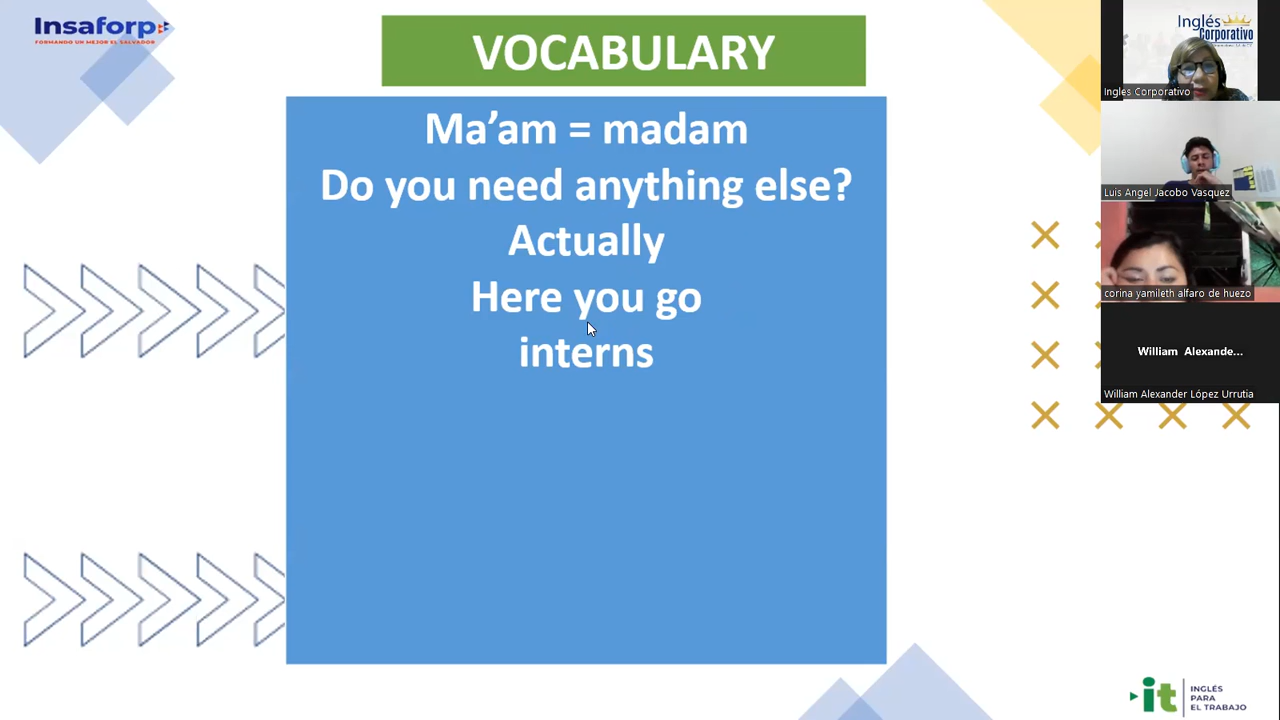 Insaforp
FORMANDO UN MEJOR EL SALVADOR
VOCABULARY
Ma’am = madam
Do you need anything else?
Actually
Here you go
interns
Inglés
Corporativo
Ingles Corporativo
Luis Angel Jacobo Vasquez
corina yamileth alfaro de huezo
William Alexande...
William Alexander López Urrutia
it
INGLÉS
PARA
EL TRABAJO